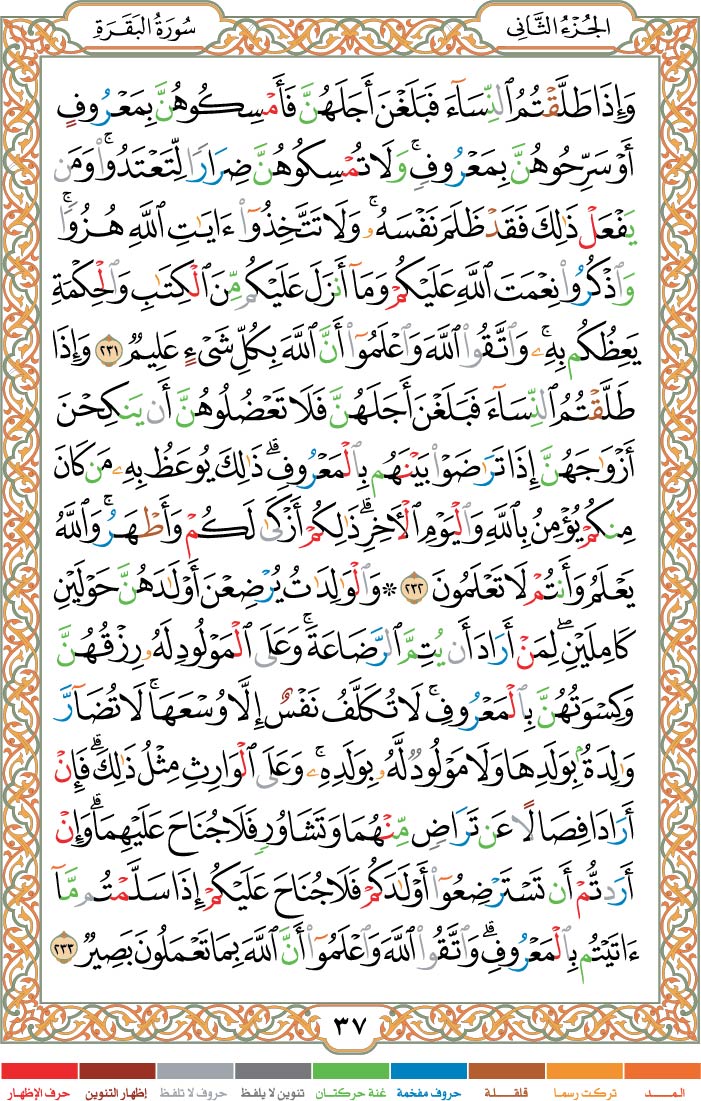 الجُزْءُ الثَّانِي
سُورَةُ البَقَرَةِ
وَإِذَا طَلَّقْتُمُ ٱلنِّسَآءَ فَبَلَغْنَ أَجَلَهُنَّ فَأَمْسِكُوهُنَّ بِمَعْرُوفٍ
أَوْ سَرِّحُوهُنَّ بِمَعْرُوفٍۚ وَلَا تُمْسِكُوهُنَّ ضِرَارًا لِّتَعْتَدُوا۟ۚ وَمَن
يَفْعَلْ ذَٰلِكَ فَقَدْ ظَلَمَ نَفْسَهُۥۚ وَلَا تَتَّخِذُوٓا۟ ءَايَٰتِ ٱللَّهِ هُزُوًاۚ
وَٱذْكُرُوا۟ نِعْمَتَ ٱللَّهِ عَلَيْكُمْ وَمَآ أَنزَلَ عَلَيْكُم مِّنَ ٱلْكِتَٰبِ وَٱلْحِكْمَةِ
يَعِظُكُم بِهِۦۚ وَٱتَّقُوا۟ ٱللَّهَ وَٱعْلَمُوٓا۟ أَنَّ ٱللَّهَ بِكُلِّ شَىْءٍ عَلِيمٌ ٢٣١ وَإِذَا
طَلَّقْتُمُ ٱلنِّسَآءَ فَبَلَغْنَ أَجَلَهُنَّ فَلَا تَعْضُلُوهُنَّ أَن يَنكِحْنَ
أَزْوَٰجَهُنَّ إِذَا تَرَٰضَوْا۟ بَيْنَهُم بِٱلْمَعْرُوفِۗ ذَٰلِكَ يُوعَظُ بِهِۦ مَن كَانَ
مِنكُمْ يُؤْمِنُ بِٱللَّهِ وَٱلْيَوْمِ ٱلْءَاخِرِۗ ذَٰلِكُمْ أَزْكَىٰ لَكُمْ وَأَطْهَرُۚ وَٱللَّهُ
يَعْلَمُ وَأَنتُمْ لَا تَعْلَمُونَ ٢٣٢ ۞ وَٱلْوَٰلِدَٰتُ يُرْضِعْنَ أَوْلَٰدَهُنَّ حَوْلَيْنِ
كَامِلَيْنِۖ لِمَنْ أَرَادَ أَن يُتِمَّ ٱلرَّضَاعَةَۚ وَعَلَى ٱلْمَوْلُودِ لَهُۥ رِزْقُهُنَّ
وَكِسْوَتُهُنَّ بِٱلْمَعْرُوفِۚ لَا تُكَلَّفُ نَفْسٌ إِلَّا وُسْعَهَاۚ لَا تُضَآرَّ
وَٰلِدَةٌۢ بِوَلَدِهَا وَلَا مَوْلُودٌ لَّهُۥ بِوَلَدِهِۦۚ وَعَلَى ٱلْوَارِثِ مِثْلُ ذَٰلِكَۗ فَإِنْ
أَرَادَا فِصَالًا عَن تَرَاضٍ مِّنْهُمَا وَتَشَاوُرٍ فَلَا جُنَاحَ عَلَيْهِمَاۗ وَإِنْ
أَرَدتُّمْ أَن تَسْتَرْضِعُوٓا۟ أَوْلَٰدَكُمْ فَلَا جُنَاحَ عَلَيْكُمْ إِذَا سَلَّمْتُم مَّآ
ءَاتَيْتُم بِٱلْمَعْرُوفِۗ وَٱتَّقُوا۟ ٱللَّهَ وَٱعْلَمُوٓا۟ أَنَّ ٱللَّهَ بِمَا تَعْمَلُونَ بَصِيرٌ ٢٣٣
٣٧
المـــد تركت رسما قلقلة حروف مفخمة غنة حركتان تنوين لا يلفظ حروف لا تلفظ إظهار التنوين حرف الإظهار